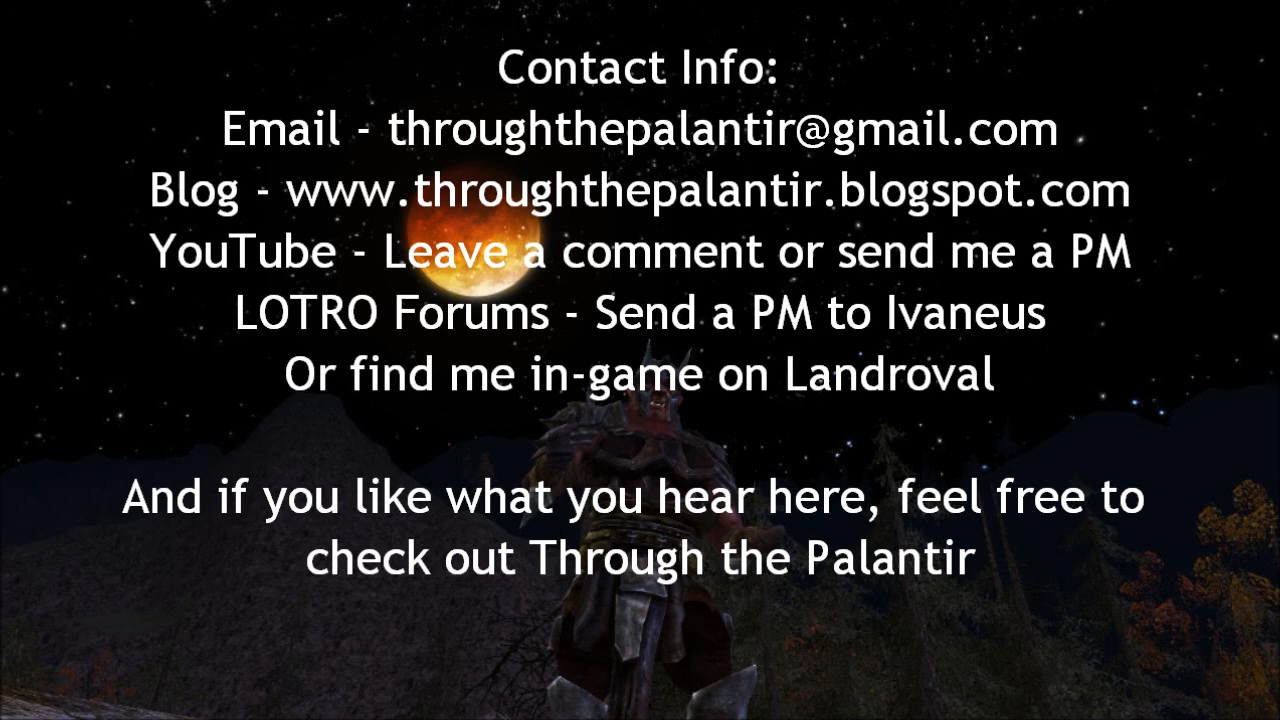 Contact Info:
Email - throughthepalantir@gmail.com
Blog - www.throughthepalantir.blogspot.com
YouTube - Leave a comment or send me a PM
LOTRO Forums - Send a PM to Ivaneus
Or find me in-game on Landroval
And if you like what you hear here, feel free to
check out Through the Palantir